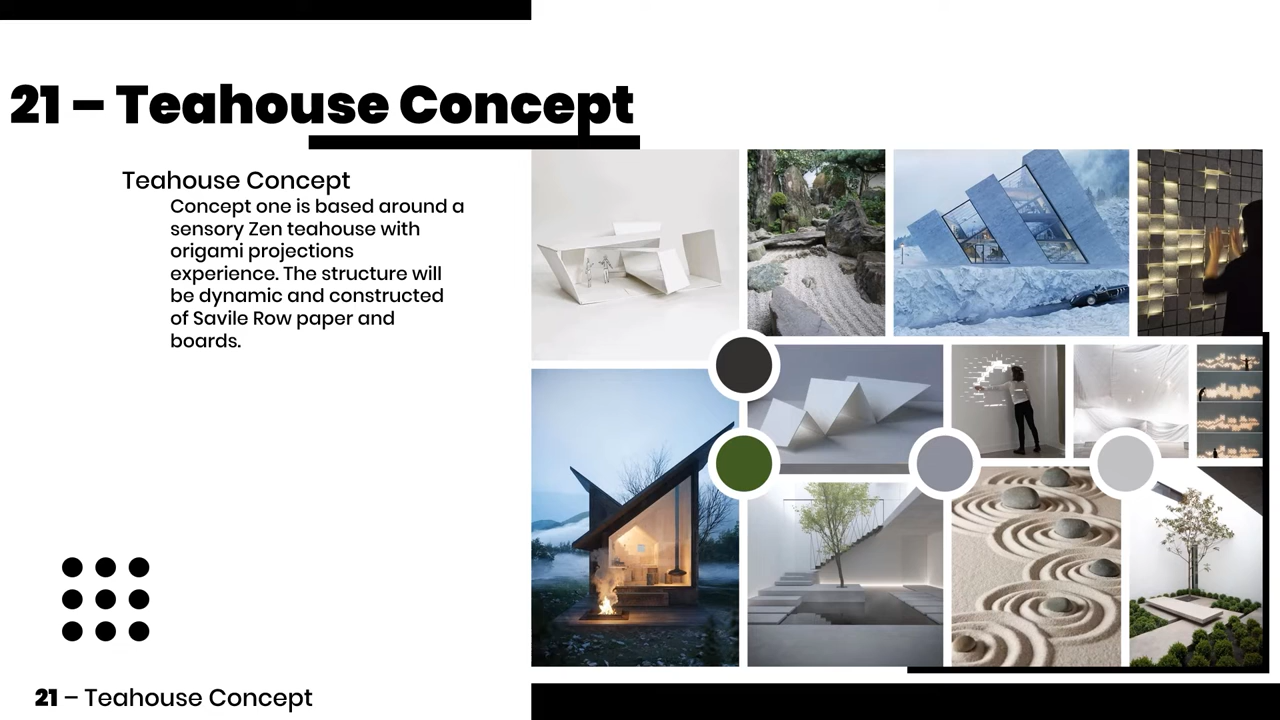 21 – Teahouse Concept
Teahouse Concept
Concept one is based around a
sensory Zen teahouse with
origami projections
experience. The structure will
be dynamic and constructed
of Savile Row paper and
boards.
21 – Teahouse Concept